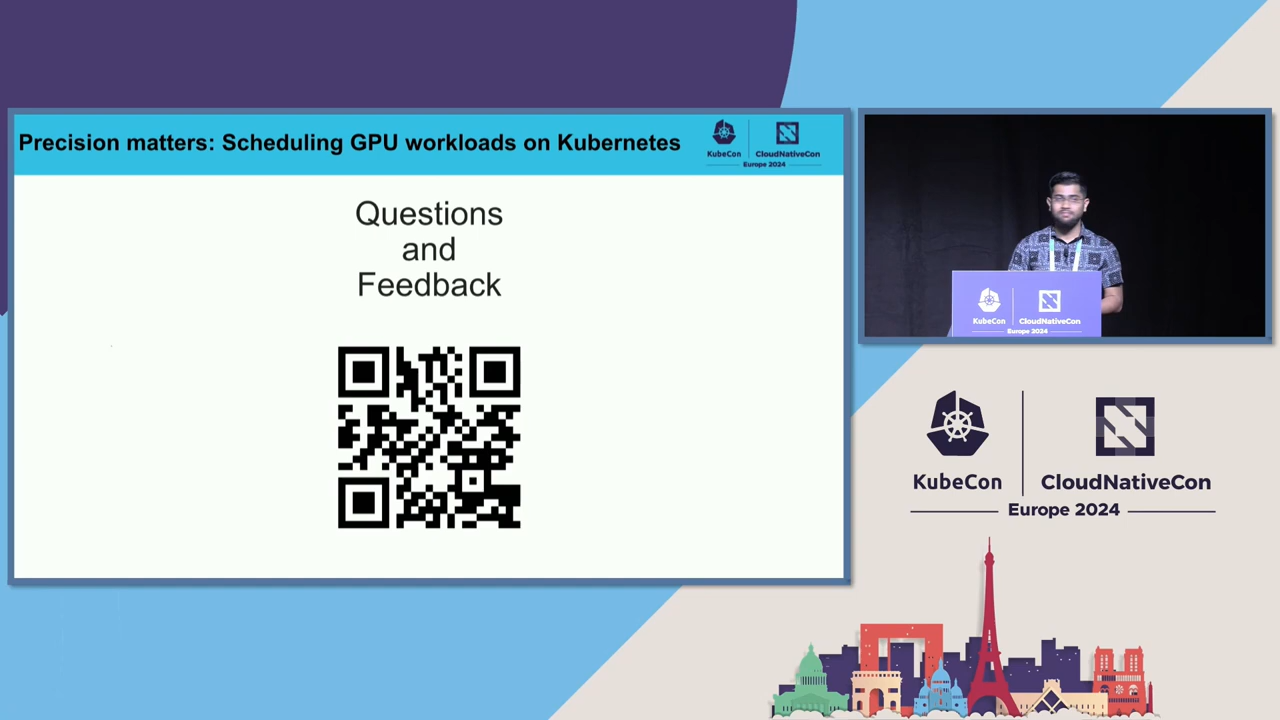 Precision matters: Scheduling GPU workloads on Kubernetes
KubeCon
CloudNativeCon
Europe 2024
Questions
and
Feedback
KubeCon
CloudNativeCon
Europe 2024
KubeCon
CloudNativeCon
Europe 2024